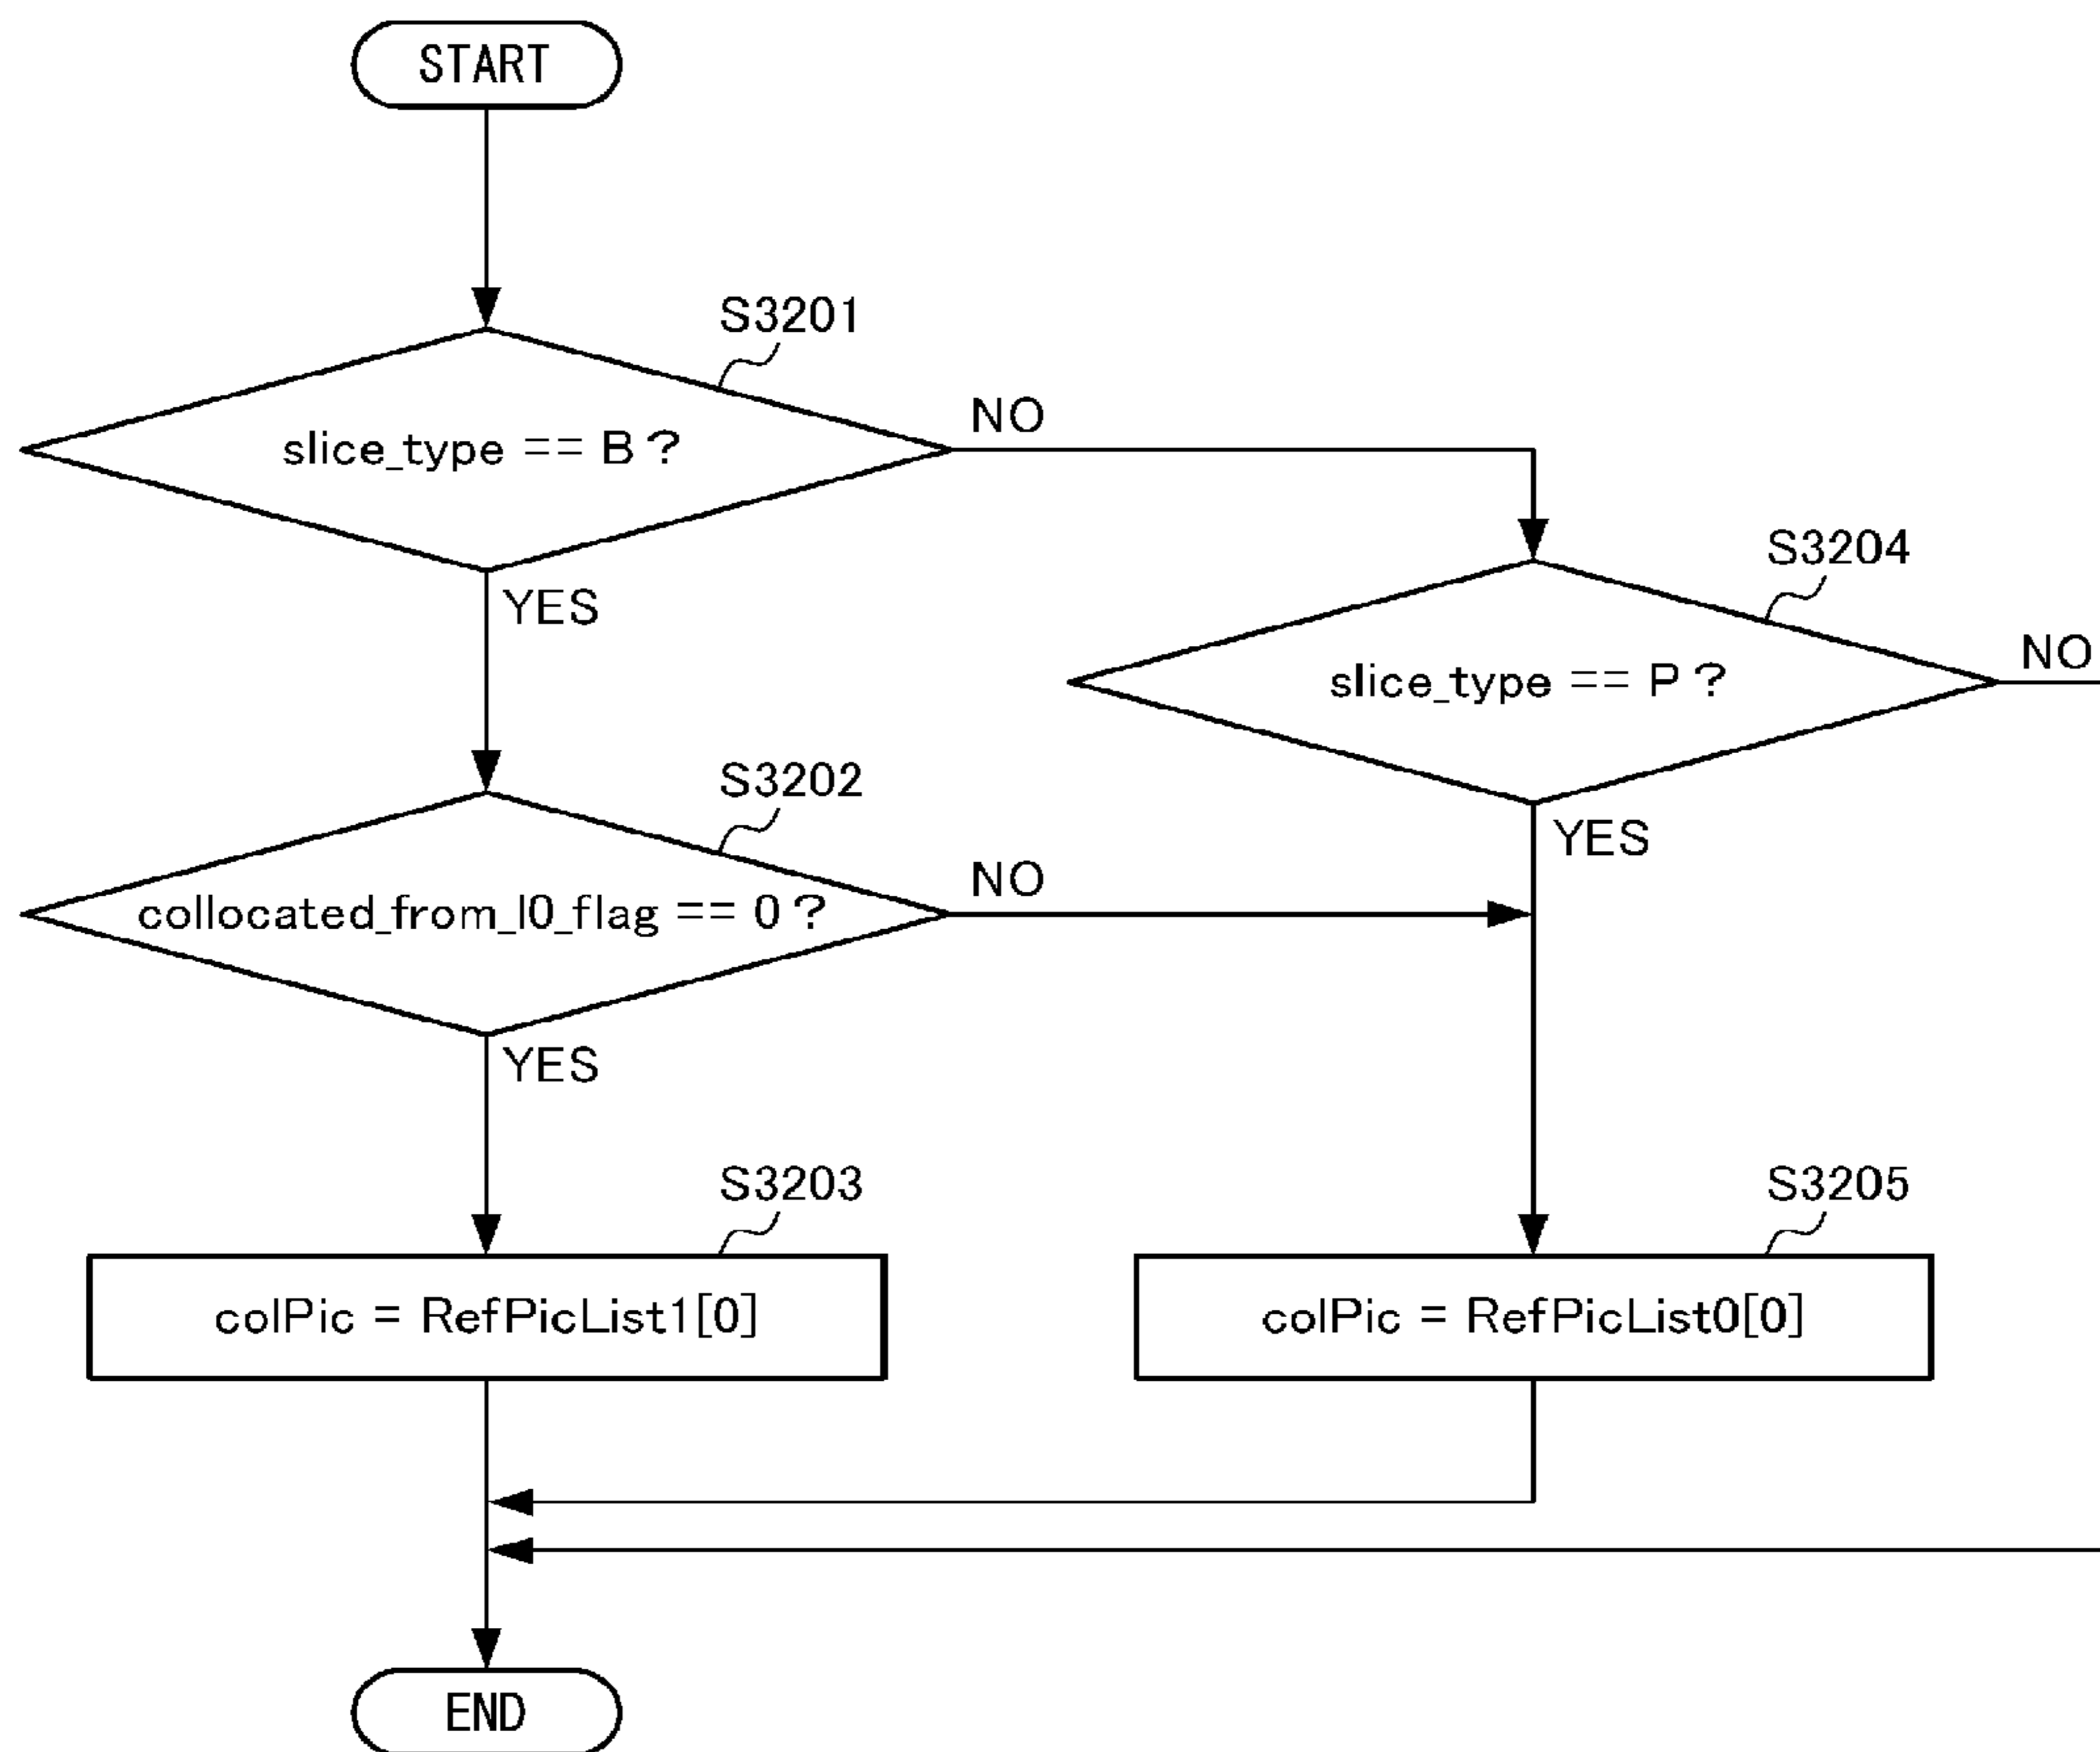 START
S3201
slice_type == B ?
NO
YES
S3204
slice_type == P ?
NO
YES
S3202
collocated_from_l0_flag == 0 ?
NO
YES
S3203
colPic = RefPicList1[0]
S3205
colPic = RefPicList0[0]
END